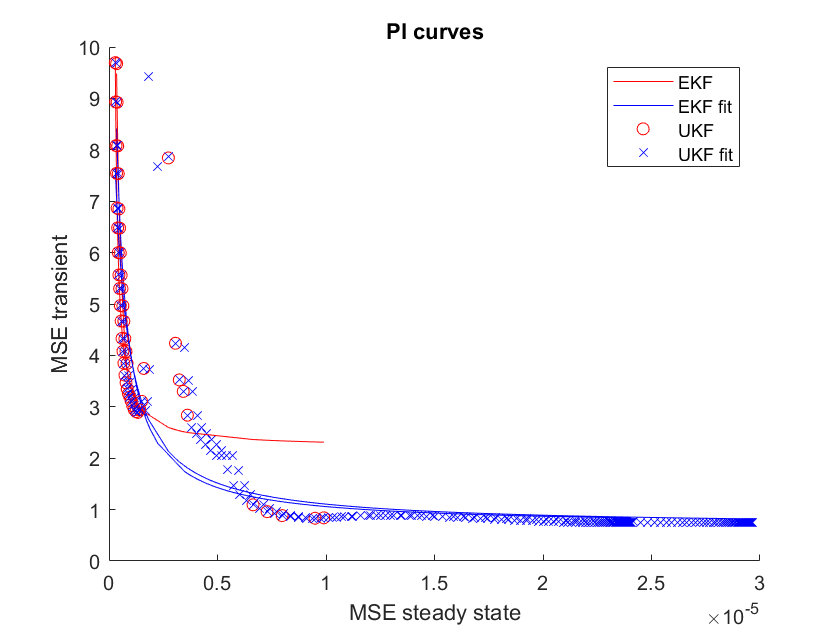 PI curves
10
9
8
7
6
5
4
3
2
1
0
MSE transient
EKF
EKF fit
UKF
UKF fit
0 0.5 1 1.5 2 2.5 3
MSE steady state
×10-5